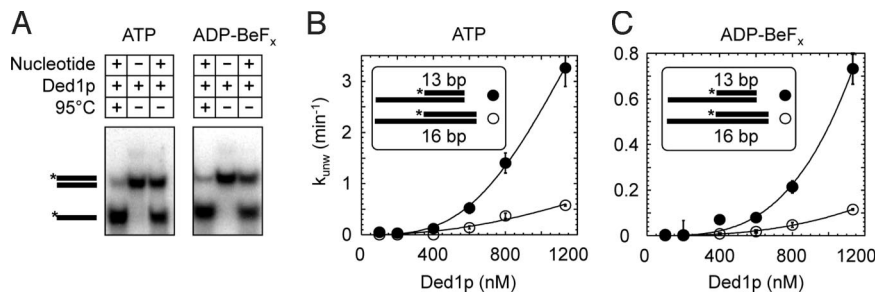 A
ATP
ADP-BeFx
Nucleotide + − + + − +
Ded1p + + + + + +
95°C + − − + − −
*
*
B
ATP
kunw (min-1)
3
2
1
0
0 400 800 1200
Ded1p (nM)
13 bp
*
*
16 bp
C
ADP-BeFx
0.8
0.6
0.4
0.2
0
0 400 800 1200
Ded1p (nM)
13 bp
*
*
16 bp